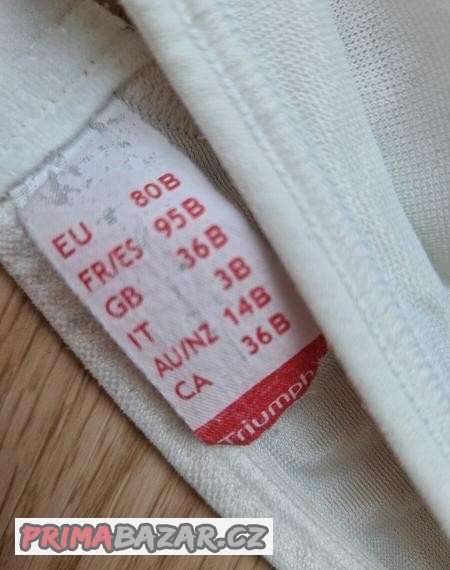 EU 80B
FR/ES 95B
GB 36B
IT 3B
AU/NZ 14B
CA 36B
Triumph
PRIMABAZAR.CZ